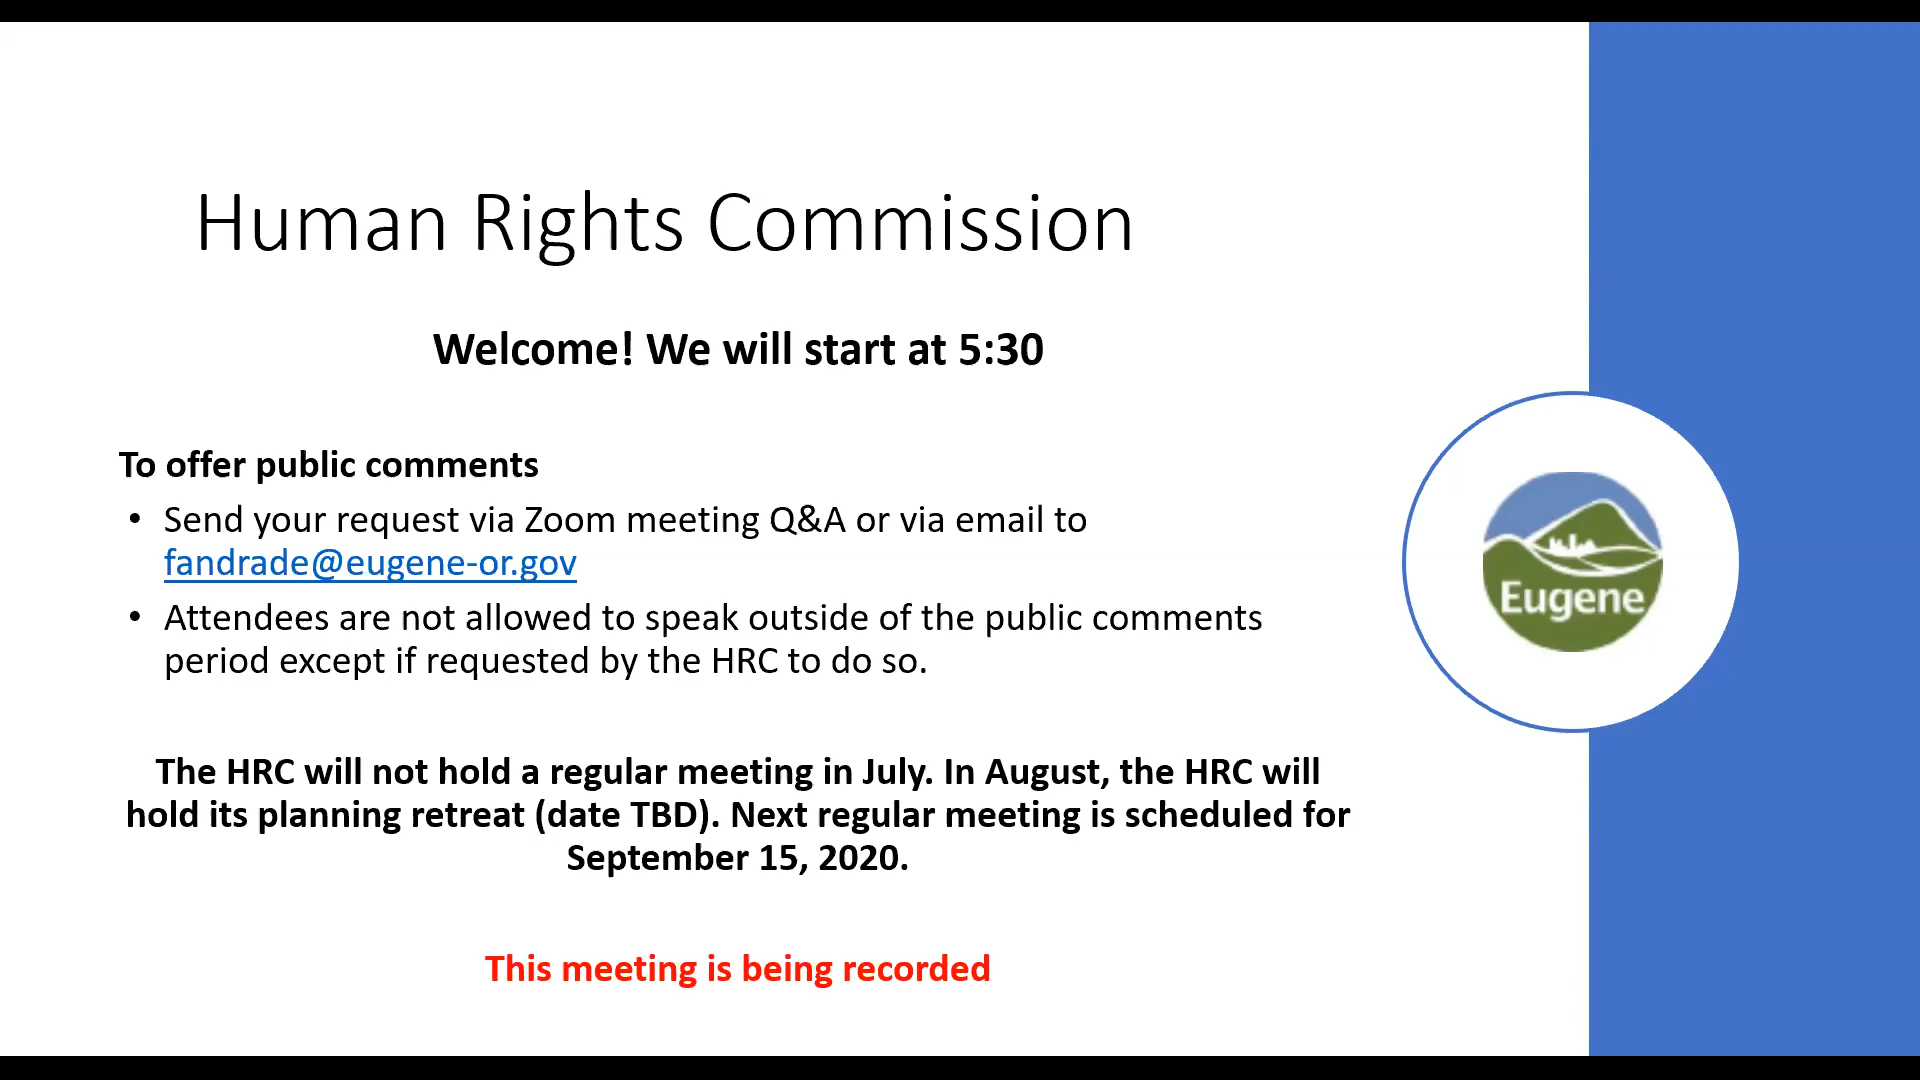 Human Rights Commission
Welcome! We will start at 5:30
To offer public comments
• Send your request via Zoom meeting Q&A or via email to
fandrade@eugene-or.gov
• Attendees are not allowed to speak outside of the public comments
period except if requested by the HRC to do so.
Eugene
The HRC will not hold a regular meeting in July. In August, the HRC will
hold its planning retreat (date TBD). Next regular meeting is scheduled for
September 15, 2020.
This meeting is being recorded